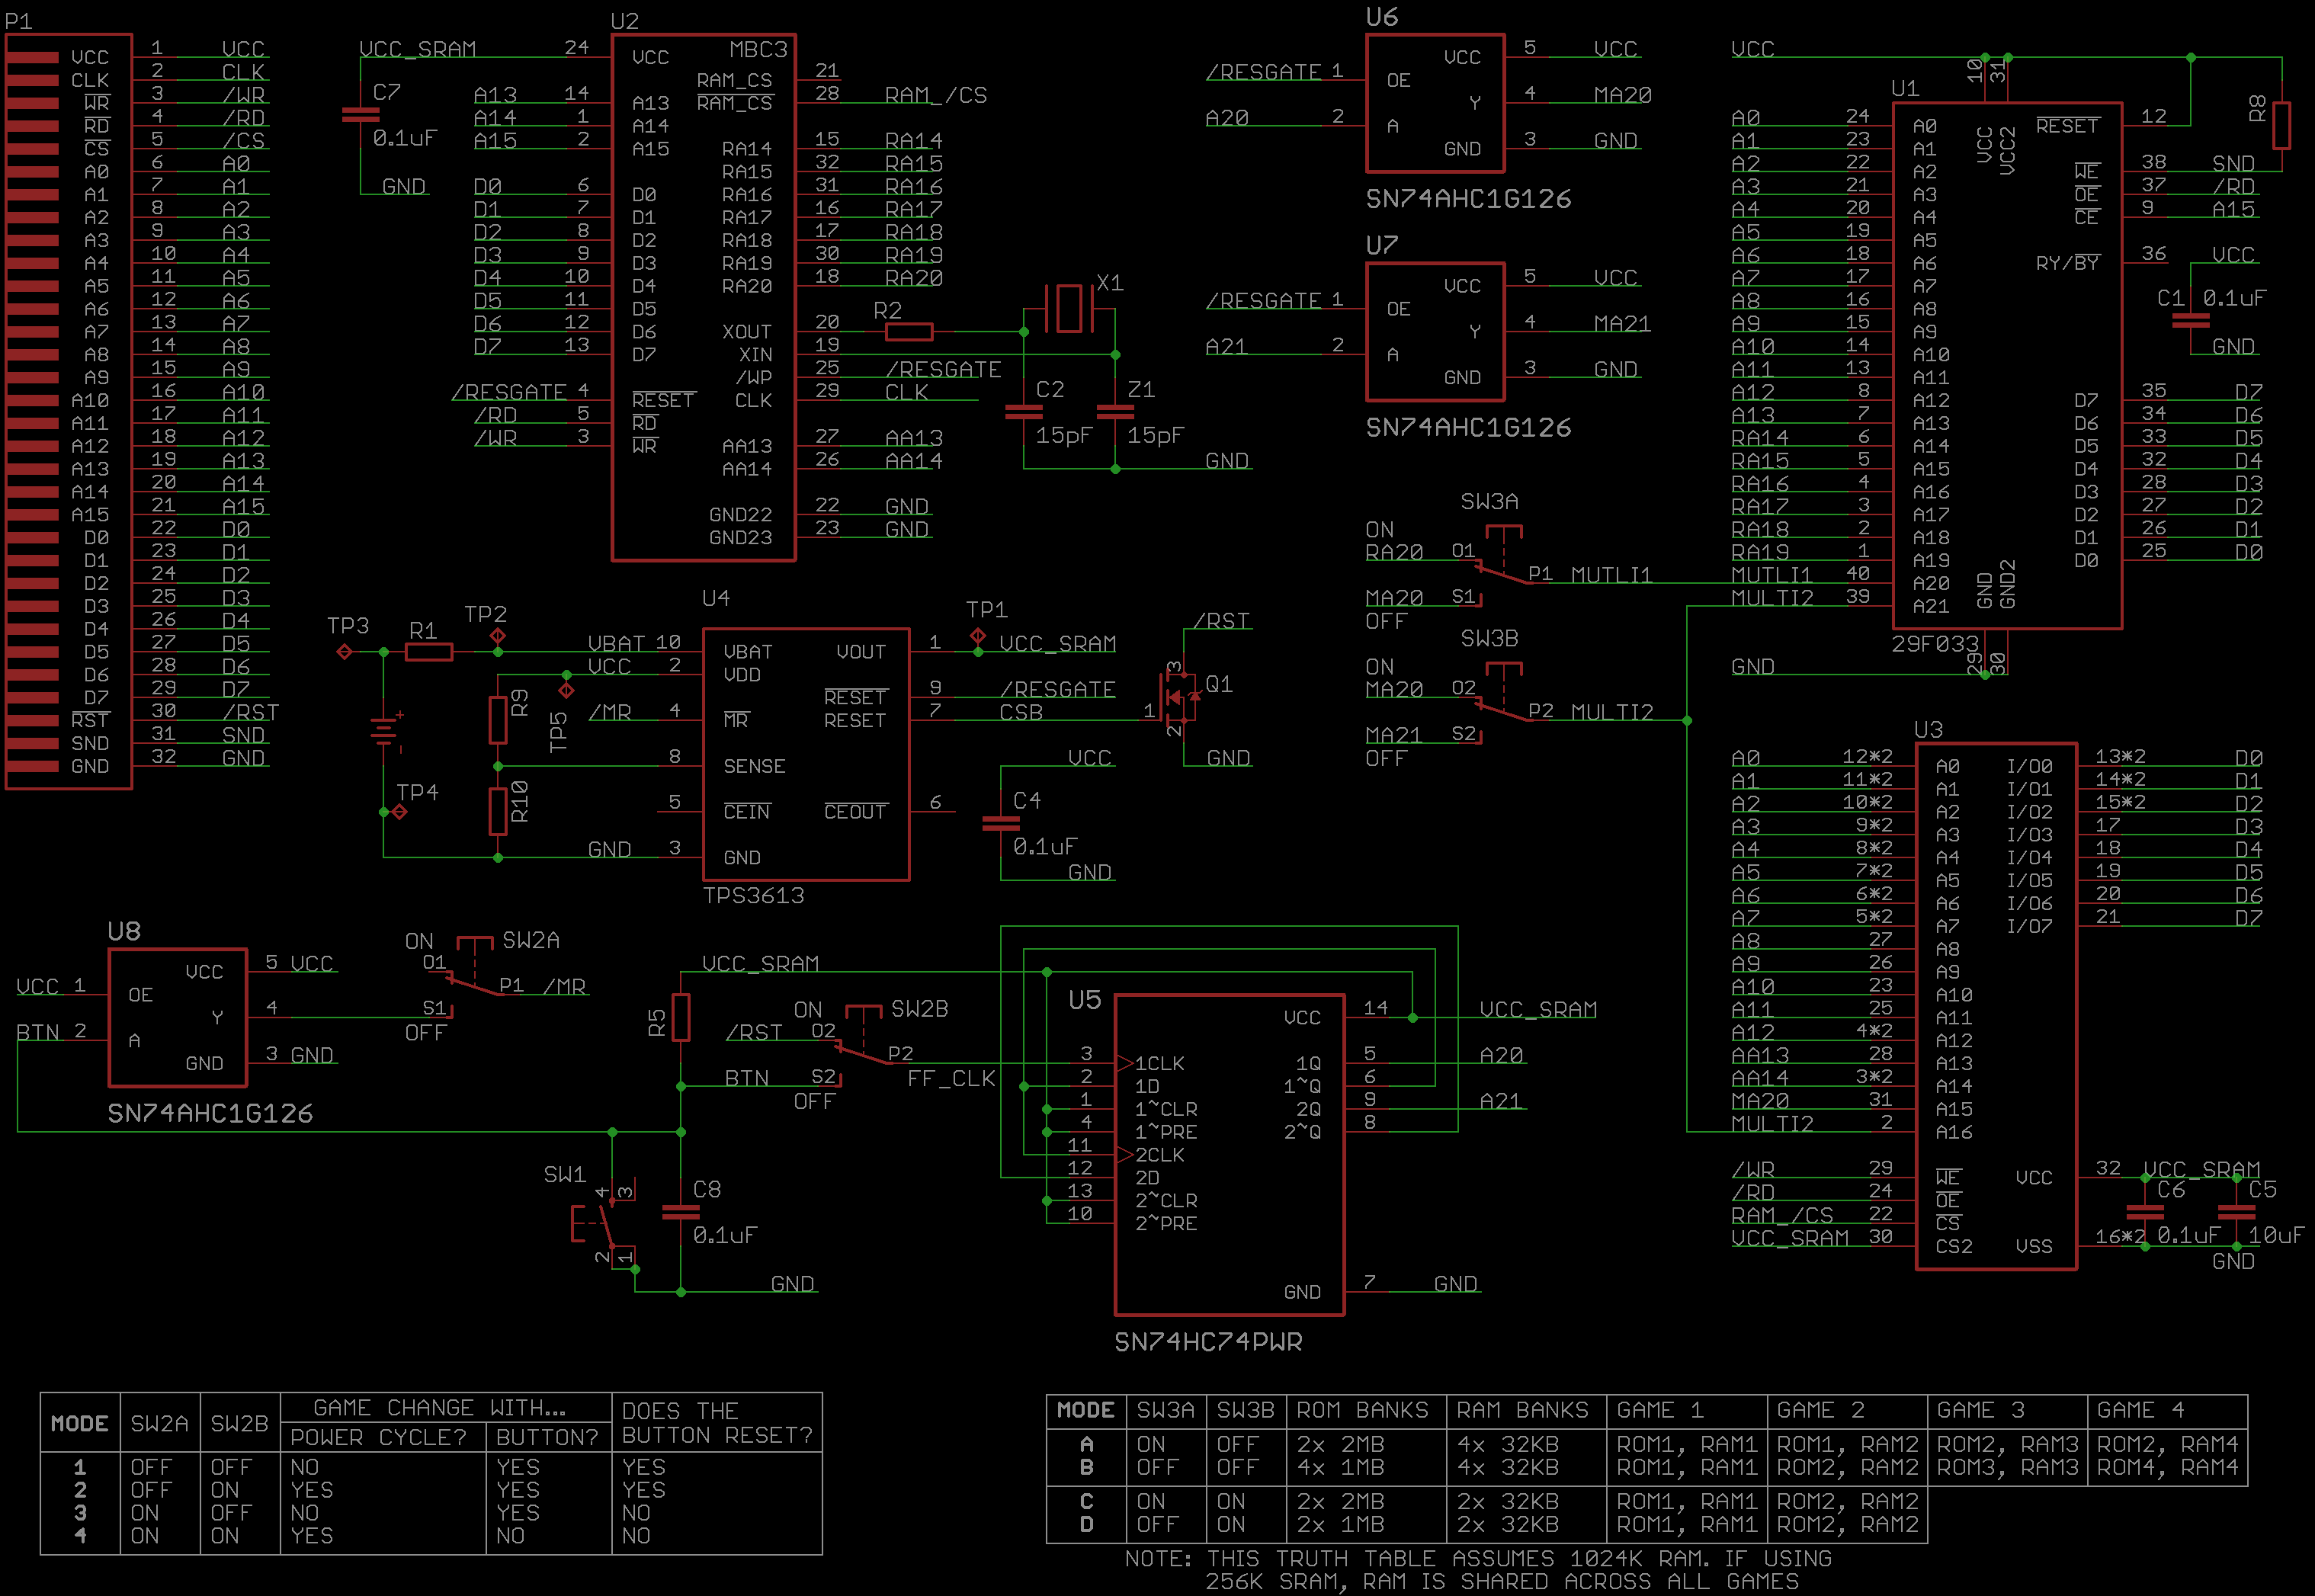 P1
VCC 1 VCC
CLK 2 CLK
WR 3 /WR
RD 4 /RD
CS 5 /CS
A0 6 A0
A1 7 A1
A2 8 A2
A3 9 A3
A4 10 A4
A5 11 A5
A6 12 A6
A7 13 A7
A8 14 A8
A9 15 A9
A10 16 A10
A11 17 A11
A12 18 A12
A13 19 A13
A14 20 A14
A15 21 A15
D0 22 D0
D1 23 D1
D2 24 D2
D3 25 D3
D4 26 D4
D5 27 D5
D6 28 D6
D7 29 D7
RST 30 /RST
SND 31 SND
GND 32 GND
U2
MBC3
VCC_SRAM 24 VCC
C7
0.1uF
GND
A13 14 A13
A14 1 A14
A15 2 A15
D0 6 D0
D1 7 D1
D2 8 D2
D3 9 D3
D4 10 D4
D5 11 D5
D6 12 D6
D7 13 D7
/RESGATE 4 RESET
/RD 5 RD
/WR 3 WR
RAM_CS 21
RAM_CS 28 RAM_/CS
RA14 15 RA14
RA15 32 RA15
RA16 31 RA16
RA17 16 RA17
RA18 17 RA18
RA19 30 RA19
RA20 18 RA20
XOUT 20
XIN 19
/WP 25 /RESGATE
CLK 29 CLK
AA13 27 AA13
AA14 26 AA14
GND22 22 GND
GND23 23 GND
R2
X1
C2
15pF
Z1
15pF
GND
U6
/RESGATE 1 OE
A20 2 A
VCC 5 VCC
Y 4 MA20
GND 3 GND
SN74AHC1G126
U7
/RESGATE 1 OE
A21 2 A
VCC 5 VCC
Y 4 MA21
GND 3 GND
SN74AHC1G126
SW3A
ON
RA20 O1
P1 MUTLI1
MA20 S1
OFF
SW3B
ON
MA20 O2
P2 MULTI2
MA21 S2
OFF
VCC
10 31
U1
VCC
VCC2
A0 24 A0
A1 23 A1
A2 22 A2
A3 21 A3
A4 20 A4
A5 19 A5
A6 18 A6
A7 17 A7
A8 16 A8
A9 15 A9
A10 14 A10
A11 13 A11
A12 8 A12
A13 7 A13
RA14 6 A14
RA15 5 A15
RA16 4 A16
RA17 3 A17
RA18 2 A18
RA19 1 A19
MUTLI1 40 A20
MULTI2 39 A21
RESET 12
WE 38 SND
OE 37 /RD
CE 9 A15
RY/BY 36
R8
VCC
C1 0.1uF
GND
D7 35 D7
D6 34 D6
D5 33 D5
D4 32 D4
D3 28 D3
D2 27 D2
D1 26 D1
D0 25 D0
GND
GND2
29F033
29 30
GND
TP3
R1
TP2
TP4
R9
R10
TP5
U4
VBAT 10 VBAT
VCC 2 VDD
/MR 4 MR
8 SENSE
5 CEIN
GND 3 GND
VOUT 1 VCC_SRAM
TP1
RESET 9 /RESGATE
RESET 7 CSB
CEOUT 6
TPS3613
/RST
3
Q1
1
2
GND
VCC
C4
0.1uF
GND
U3
A0 12*2 A0
A1 11*2 A1
A2 10*2 A2
A3 9*2 A3
A4 8*2 A4
A5 7*2 A5
A6 6*2 A6
A7 5*2 A7
A8 27 A8
A9 26 A9
A10 23 A10
A11 25 A11
A12 4*2 A12
AA13 28 A13
AA14 3*2 A14
MA20 31 A15
MULTI2 2 A16
/WR 29 WE
/RD 24 OE
RAM_/CS 22 CS
VCC_SRAM 30 CS2
I/O0 13*2 D0
I/O1 14*2 D1
I/O2 15*2 D2
I/O3 17 D3
I/O4 18 D4
I/O5 19 D5
I/O6 20 D6
I/O7 21 D7
VCC 32 VCC_SRAM
C6
0.1uF
C5
10uF
VSS 16*2
GND
U8
VCC 1 OE
BTN 2 A
VCC 5 VCC
Y 4
GND 3 GND
SN74AHC1G126
ON SW2A
O1
P1 /MR
S1
OFF
VCC_SRAM
R5
ON SW2B
/RST O2
P2
BTN S2
FF_CLK
OFF
SW1
4 3
2 1
C8
0.1uF
GND
U5
3 1CLK
2 1D
1 1~CLR
4 1~PRE
11 2CLK
12 2D
13 2~CLR
10 2~PRE
VCC 14 VCC_SRAM
1Q 5 A20
1~Q 6
2Q 9 A21
2~Q 8
GND 7 GND
SN74HC74PWR
MODE SW2A SW2B GAME CHANGE WITH... DOES THE BUTTON RESET?
POWER CYCLE? BUTTON?
1 OFF OFF NO YES YES
2 OFF ON YES YES YES
3 ON OFF NO YES NO
4 ON ON YES NO NO
MODE SW3A SW3B ROM BANKS RAM BANKS GAME 1 GAME 2 GAME 3 GAME 4
A ON OFF 2x 2MB 4x 32KB ROM1, RAM1 ROM1, RAM2 ROM2, RAM3 ROM2, RAM4
B OFF OFF 4x 1MB 4x 32KB ROM1, RAM1 ROM2, RAM2 ROM3, RAM3 ROM4, RAM4
C ON ON 2x 2MB 2x 32KB ROM1, RAM1 ROM2, RAM2
D OFF ON 2x 1MB 2x 32KB ROM1, RAM1 ROM2, RAM2
NOTE: THIS TRUTH TABLE ASSUMES 1024K RAM. IF USING
256K SRAM, RAM IS SHARED ACROSS ALL GAMES